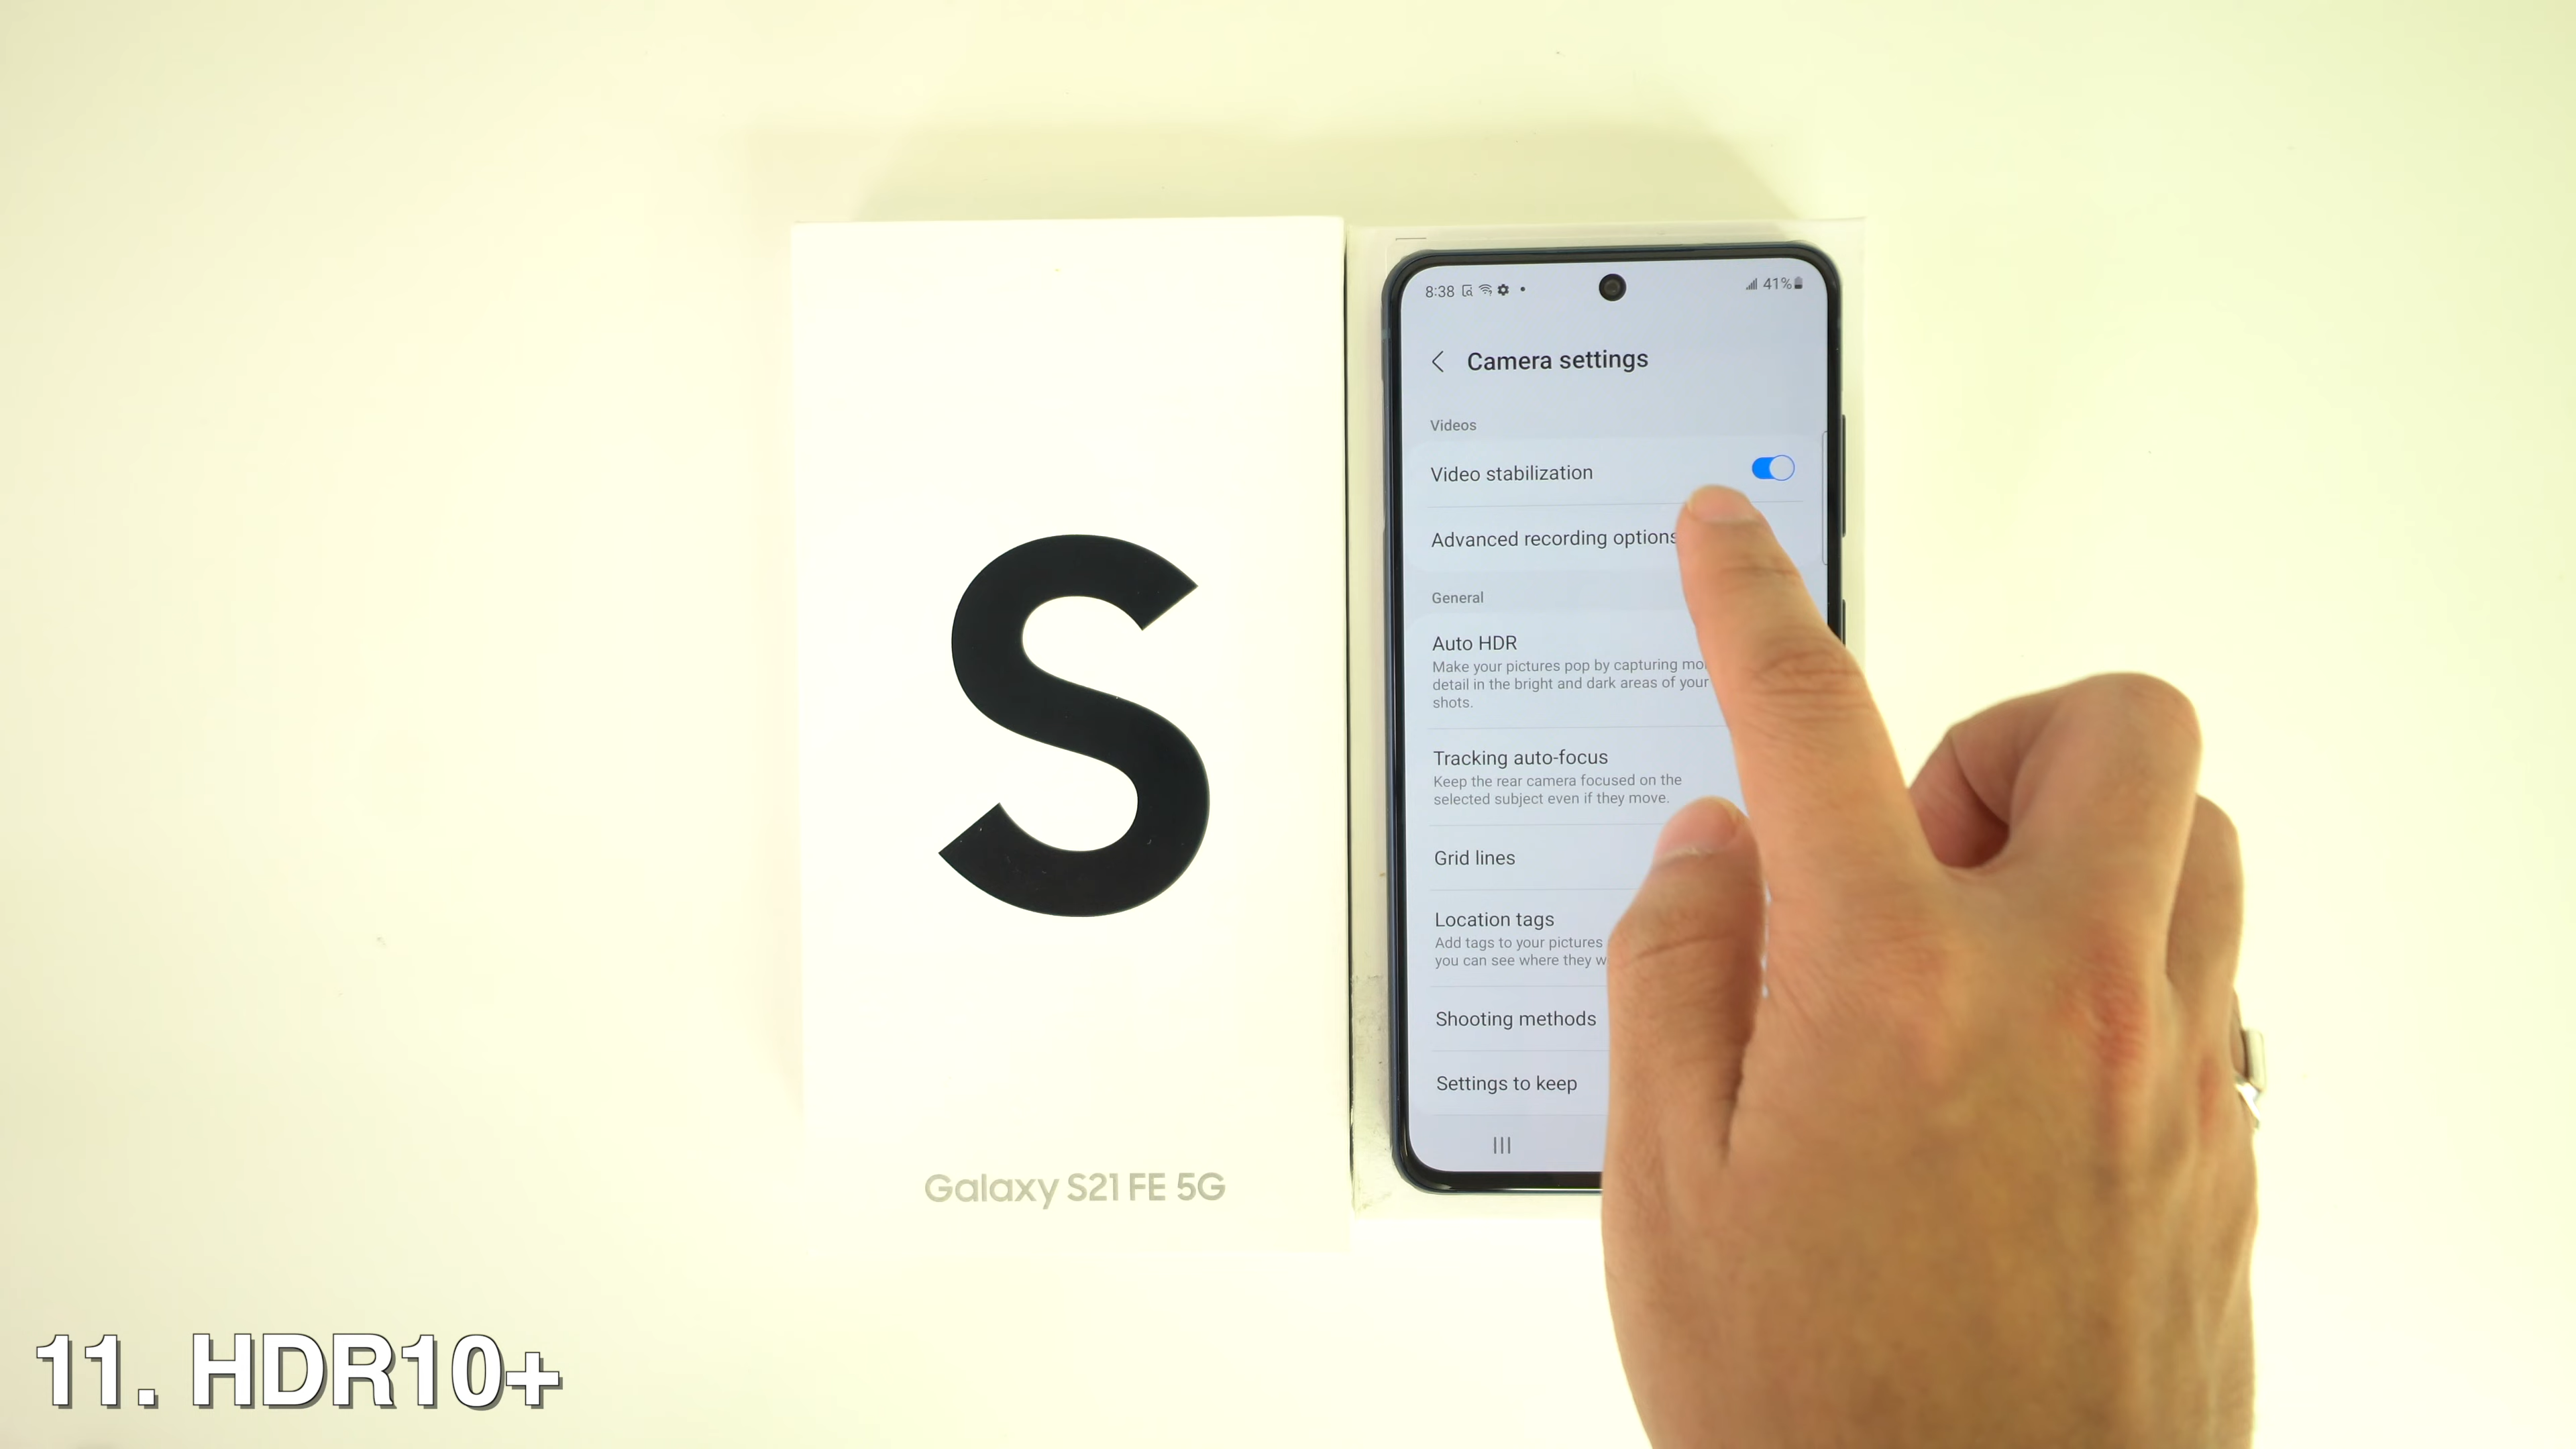 S
Galaxy S21 FE 5G
8:38
41%
Camera settings
Videos
Video stabilization
Advanced recording options
General
Auto HDR
Make your pictures pop by capturing
detail in the bright and dark areas of your
shots.
Tracking auto-focus
Keep the rear camera focused on the
selected subject even if they move.
Grid lines
Location tags
Add tags to your pictures
you can see where they
Shooting methods
Settings to keep
11. HDR10+